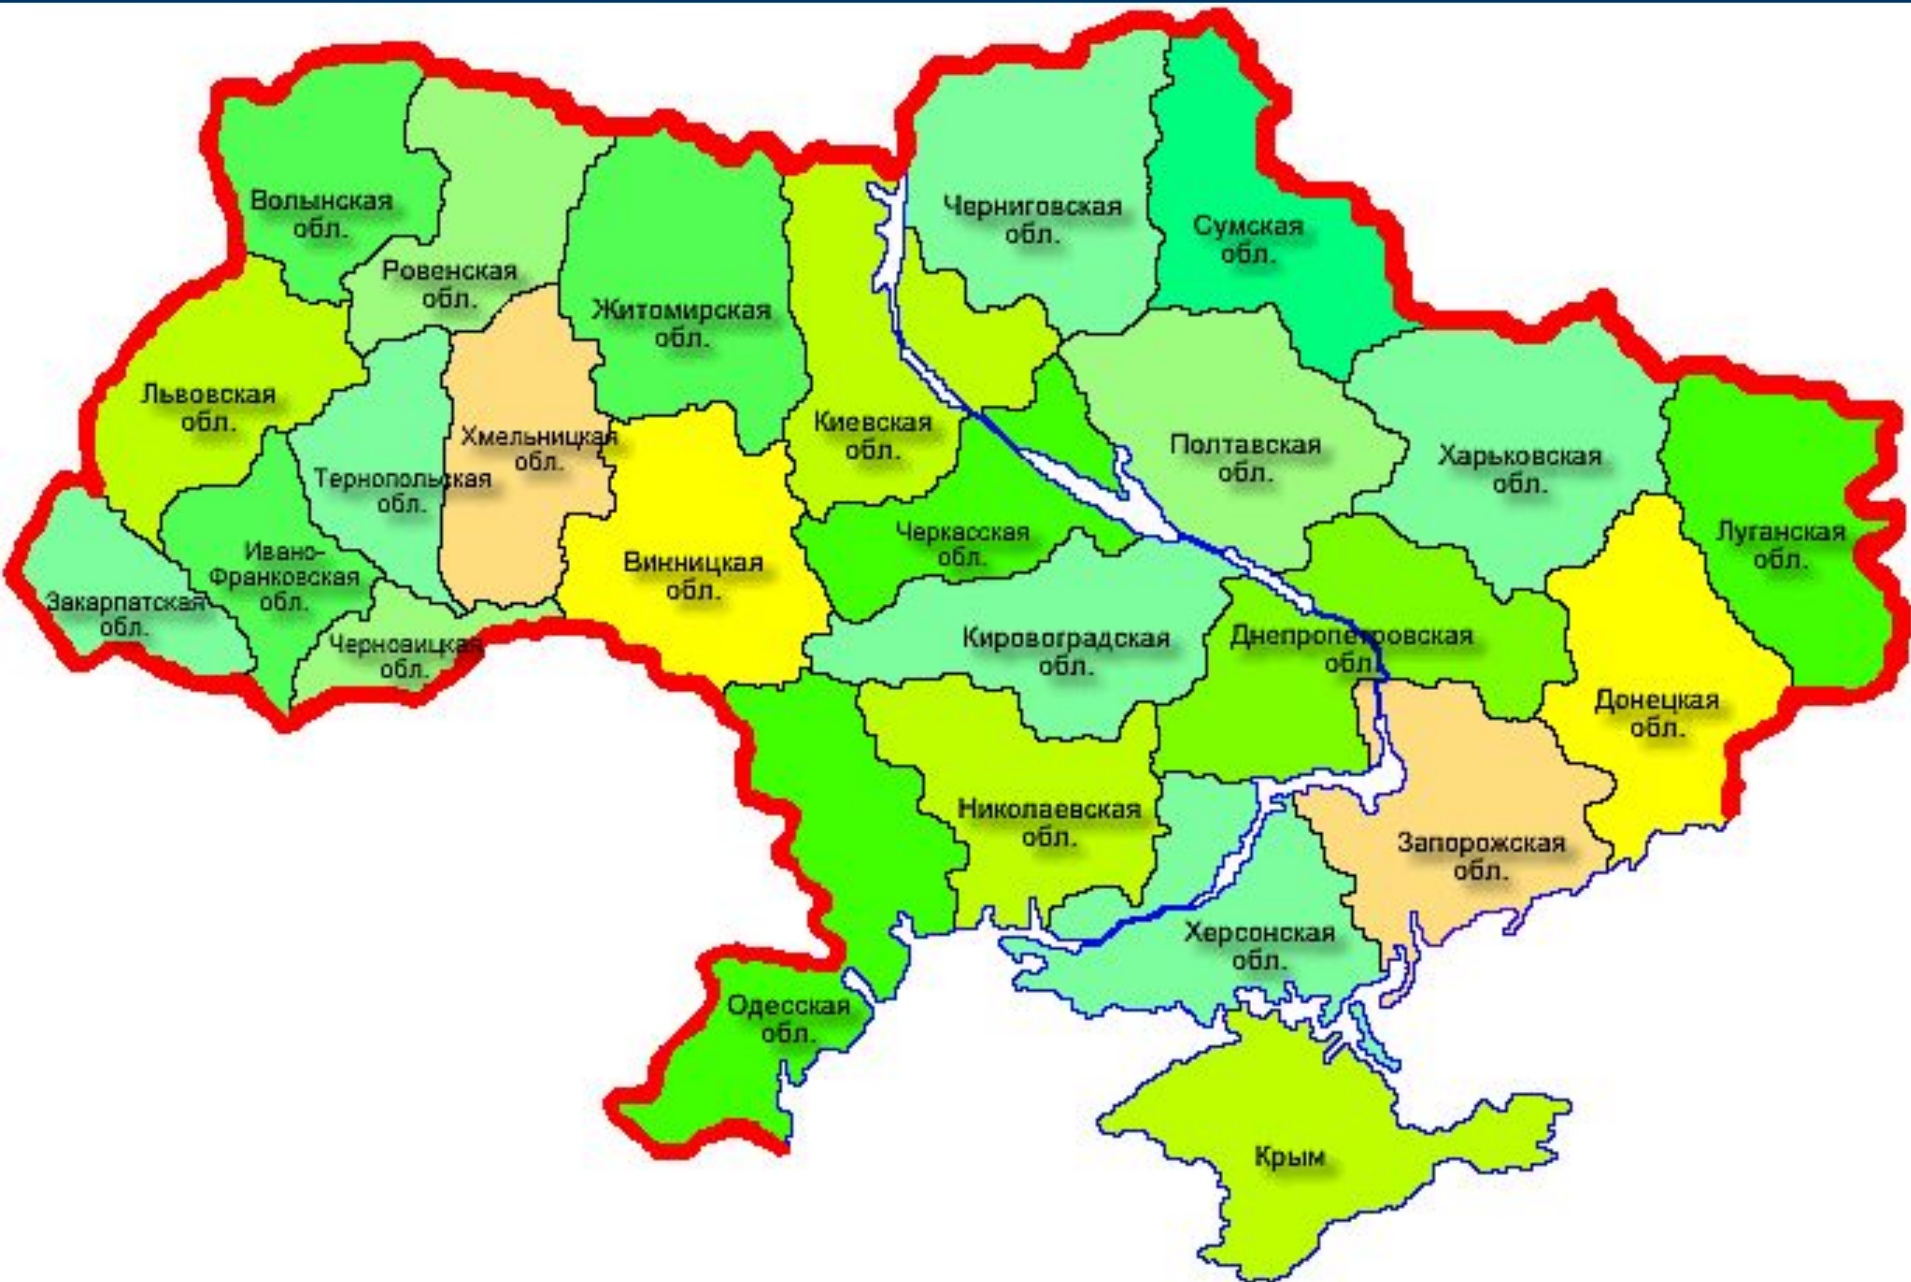 Волынская
обл.
Ровенская
обл.
Житомирская
обл.
Черниговская
обл.
Сумская
обл.
Львовская
обл.
Тернопольская
обл.
Хмельницкая
обл.
Киевская
обл.
Полтавская
обл.
Харьковская
обл.
Луганская
обл.
Закарпатская
обл.
Ивано-
Франковская
обл.
Черновицкая
обл.
Винницкая
обл.
Черкасская
обл.
Кировоградская
обл.
Днепропетровская
обл.
Донецкая
обл.
Николаевская
обл.
Запорожская
обл.
Одесская
обл.
Херсонская
обл.
Крым